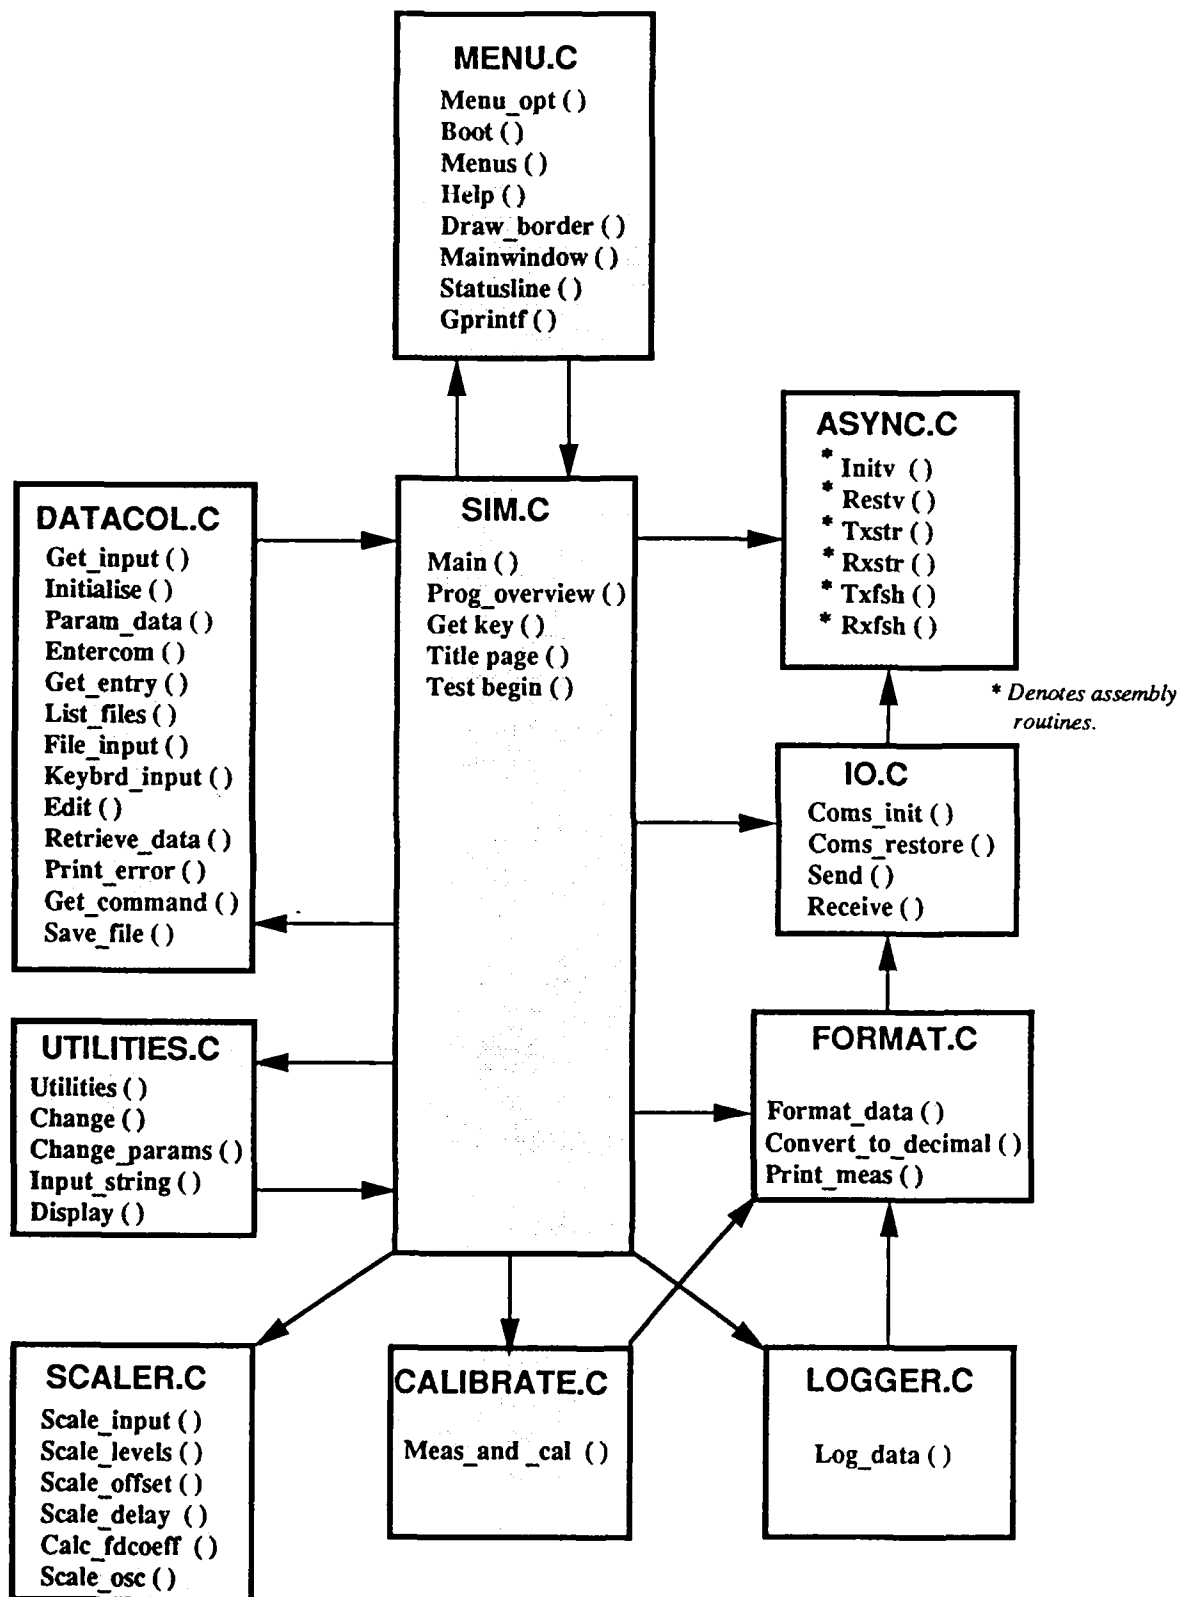 MENU.C
Menu_opt ( )
Boot ( )
Menus ( )
Help ( )
Draw_border ( )
Mainwindow ( )
Statusline ( )
Gprintf ( )
DATACOL.C
Get_input ( )
Initialise ( )
Param_data ( )
Entercom ( )
Get_entry ( )
List_files ( )
File_input ( )
Keybrd_input ( )
Edit ( )
Retrieve_data ( )
Print_error ( )
Get_command ( )
Save_file ( )
SIM.C
Main ( )
Prog_overview ( )
Get key ( )
Title page ( )
Test begin ( )
ASYNC.C
* Initv ( )
* Restv ( )
* Txstr ( )
* Rxstr ( )
* Txfsh ( )
* Rxfsh ( )
* Denotes assembly
routines.
IO.C
Coms_init ( )
Coms_restore ( )
Send ( )
Receive ( )
UTILITIES.C
Utilities ( )
Change ( )
Change_params ( )
Input_string ( )
Display ( )
FORMAT.C
Format_data ( )
Convert_to_decimal ( )
Print_meas ( )
SCALER.C
Scale_input ( )
Scale_levels ( )
Scale_offset ( )
Scale_delay ( )
Calc_fdcoeff ( )
Scale_osc ( )
CALIBRATE.C
Meas_and _cal ( )
LOGGER.C
Log_data ( )